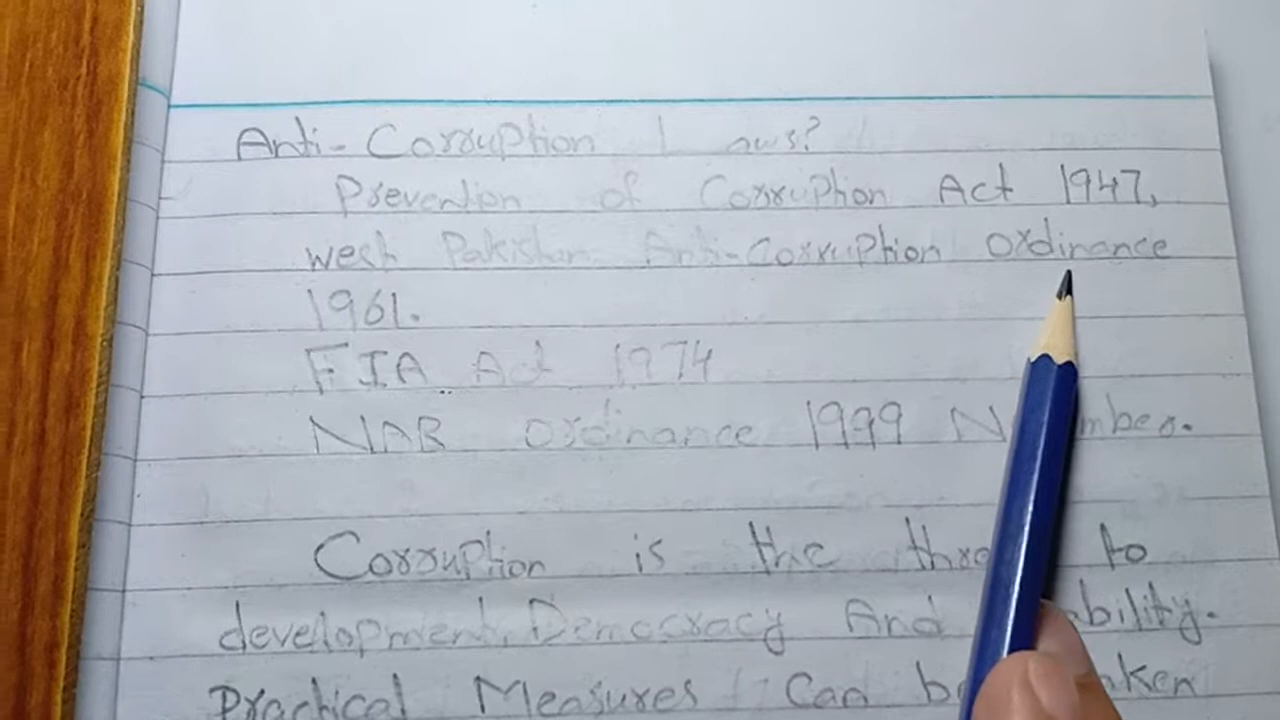 Anti-Corruption Laws?
Prevention of Corruption Act 1947,
west Pakistan Anti-Corruption Ordinance
1961.
FIA Act 1974
NAB Ordinance 1999
Corruption is the to
development, Democracy And
Practical Measures Can